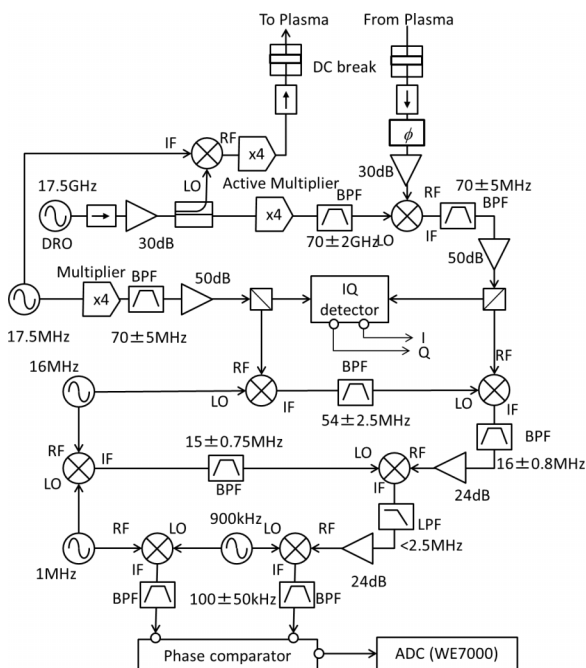 To Plasma
From Plasma
DC break
ϕ
IF
RF
x4
LO
30dB
17.5GHz
Active Multiplier
BPF
RF
70±5MHz
BPF
x4
DRO
30dB
70±2GHz
LO
IF
50dB
Multiplier
BPF
50dB
x4
IQ
detector
17.5MHz
70±5MHz
I
Q
16MHz
RF
BPF
RF
LO
IF
LO
IF
54±2.5MHz
BPF
RF
IF
15±0.75MHz
LO
RF
16±0.8MHz
LO
BPF
IF
24dB
LPF
RF
LO
900kHz
LO
RF
<2.5MHz
1MHz
IF
IF
24dB
BPF
100±50kHz
BPF
Phase comparator
ADC (WE7000)